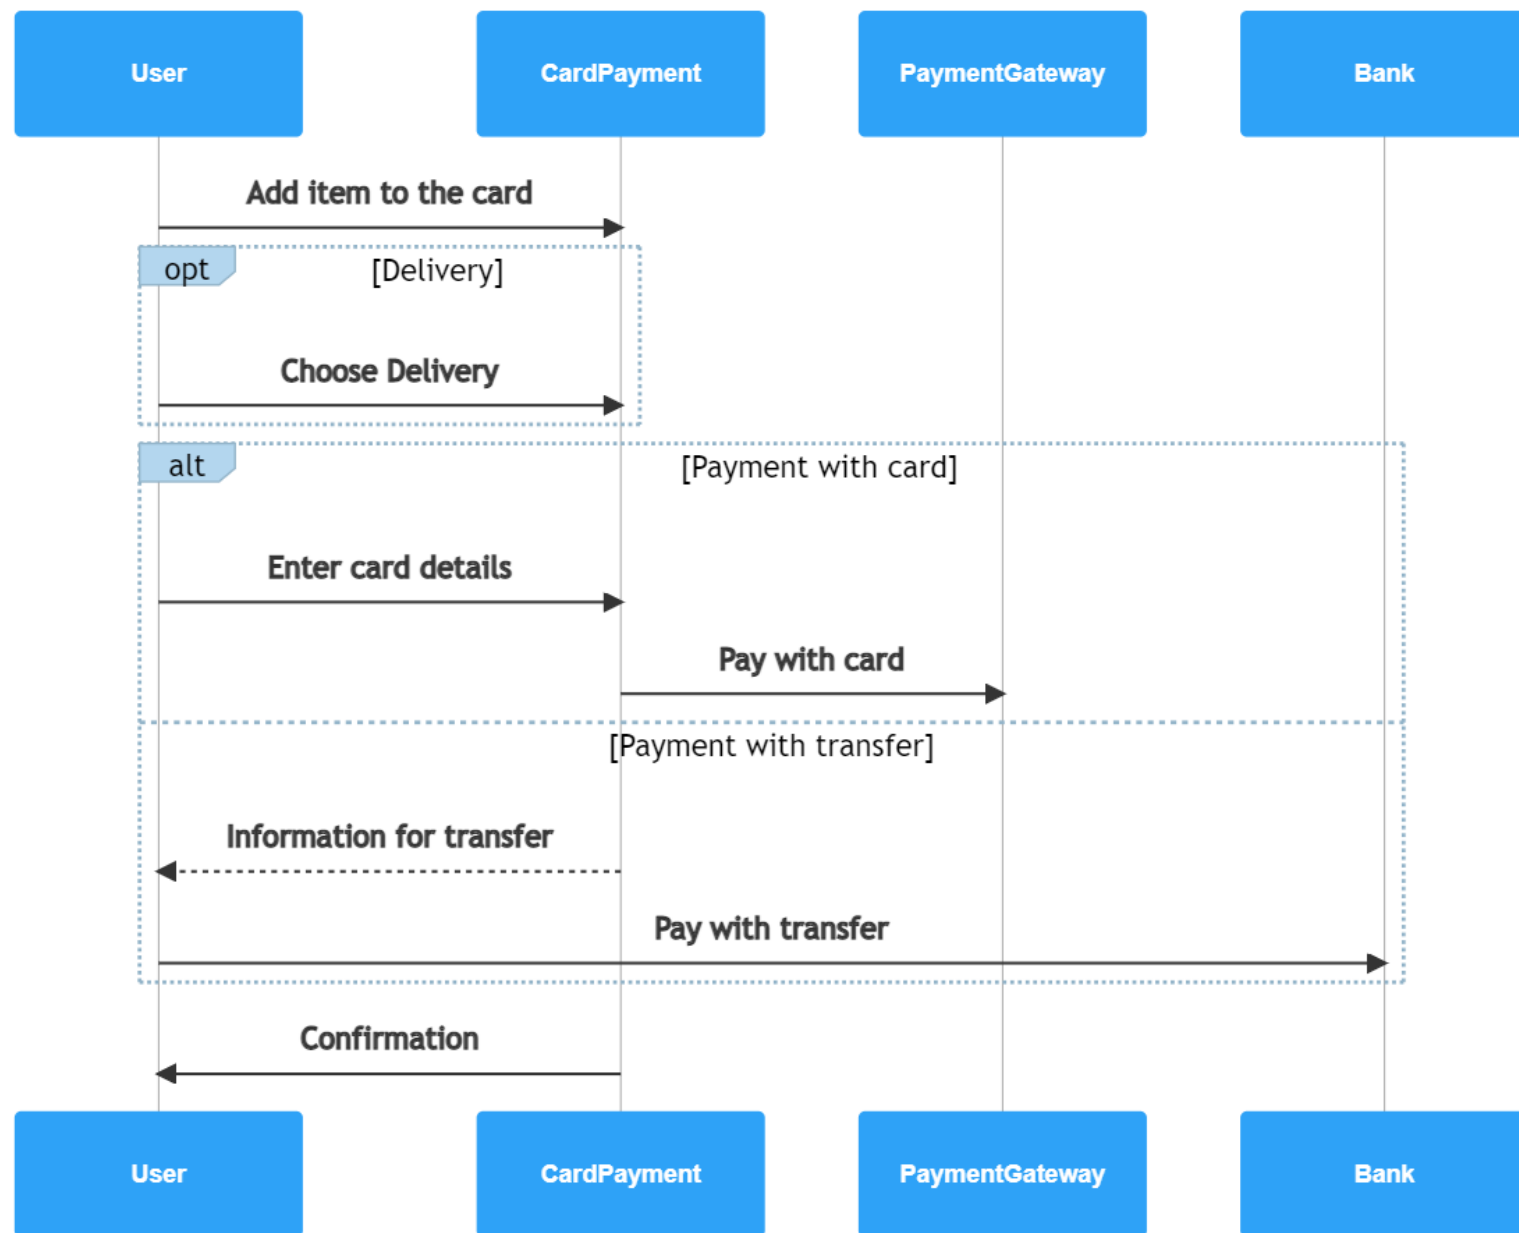 User
CardPayment
PaymentGateway
Bank
Add item to the card
opt
[Delivery]
Choose Delivery
alt
[Payment with card]
Enter card details
Pay with card
[Payment with transfer]
Information for transfer
Pay with transfer
Confirmation
User
CardPayment
PaymentGateway
Bank